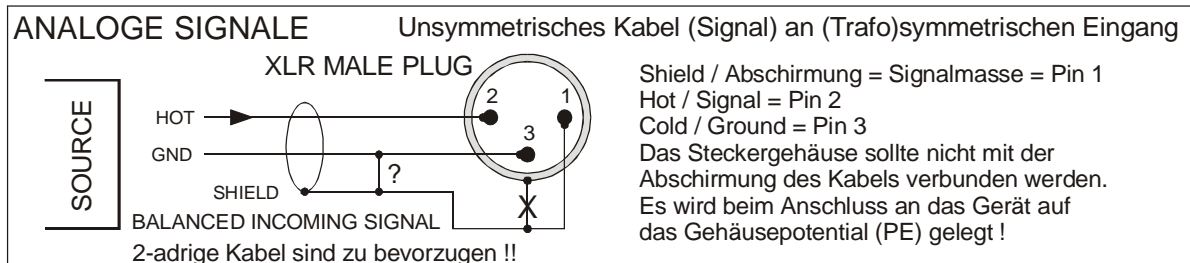 ANALOGE SIGNALE
Unsymmetrisches Kabel (Signal) an (Trafo)symmetrischen Eingang
XLR MALE PLUG
SOURCE
HOT
GND
SHIELD
?
2
1
3
X
BALANCED INCOMING SIGNAL
2-adrige Kabel sind zu bevorzugen !!
Shield / Abschirmung = Signalmasse = Pin 1
Hot / Signal = Pin 2
Cold / Ground = Pin 3
Das Steckergehäuse sollte nicht mit der
Abschirmung des Kabels verbunden werden.
Es wird beim Anschluss an das Gerät auf
das Gehäusepotential (PE) gelegt !